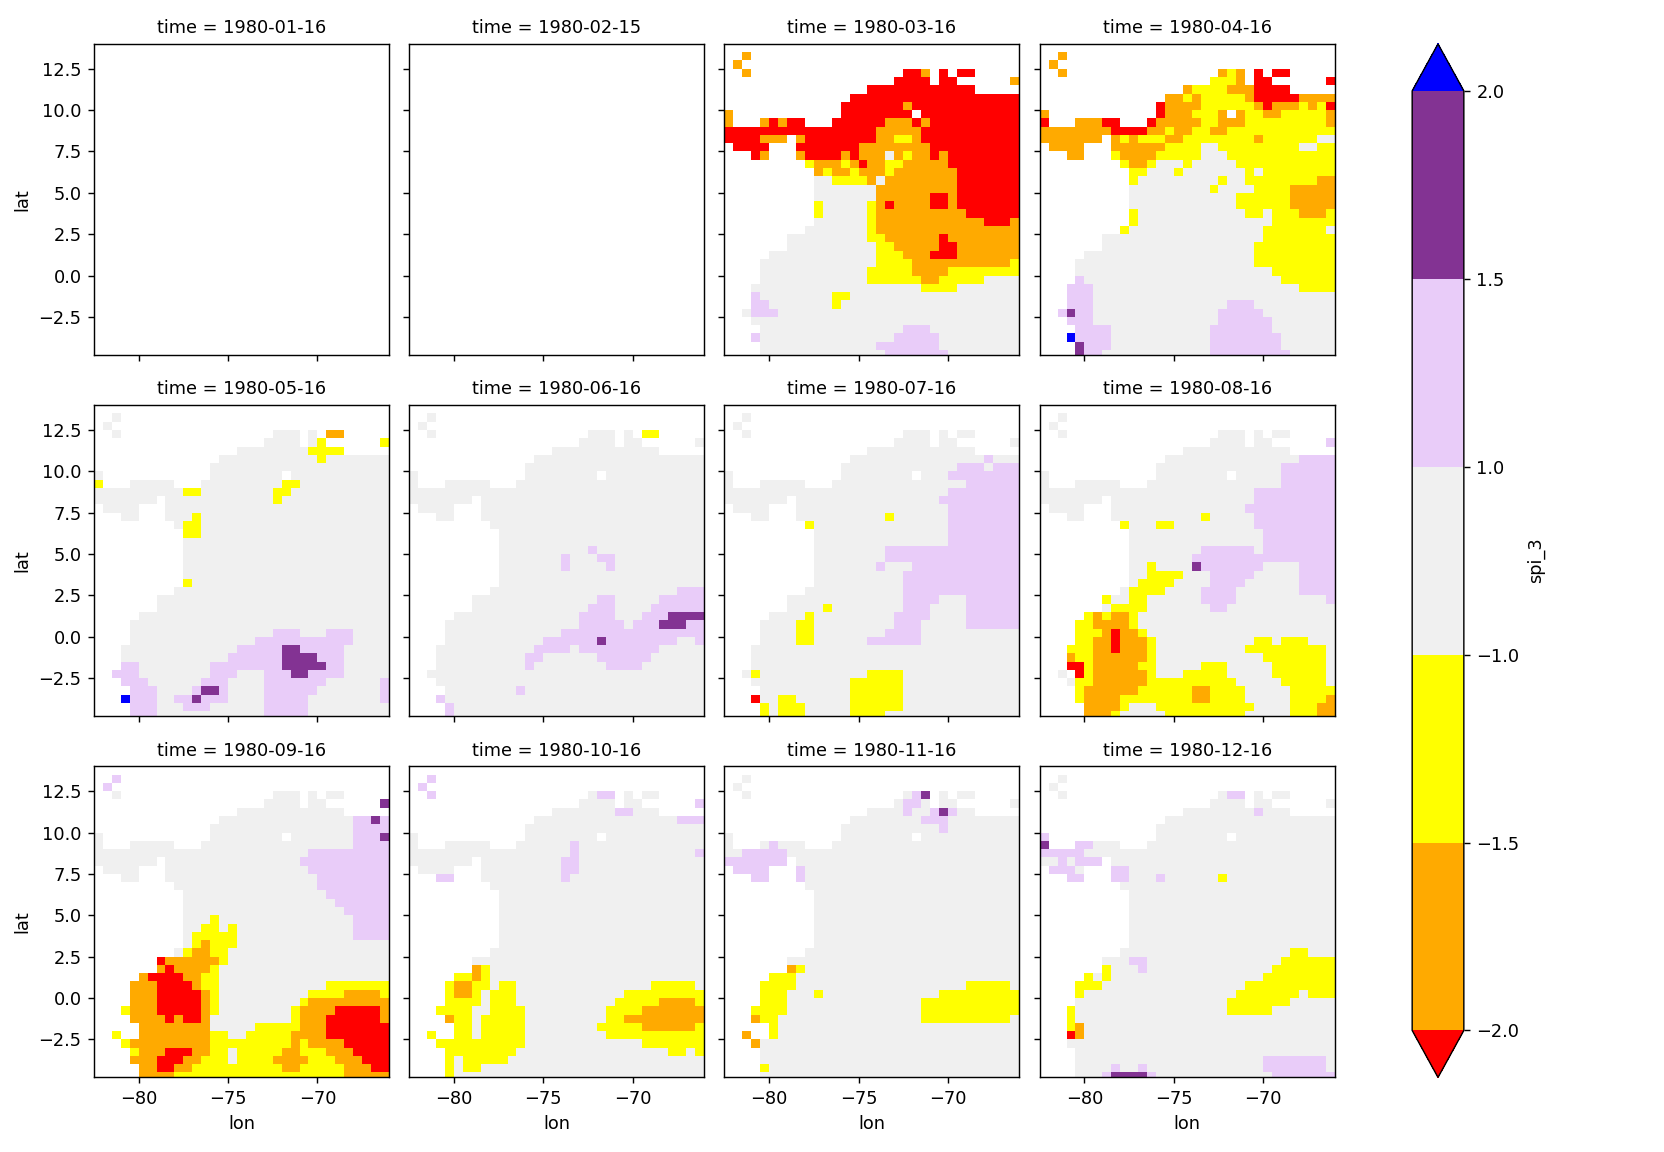 time = 1980-01-16
time = 1980-02-15
time = 1980-03-16
time = 1980-04-16
12.5
10.0
7.5
5.0
2.5
0.0
−2.5
lat
time = 1980-05-16
time = 1980-06-16
time = 1980-07-16
time = 1980-08-16
12.5
10.0
7.5
5.0
2.5
0.0
−2.5
lat
time = 1980-09-16
time = 1980-10-16
time = 1980-11-16
time = 1980-12-16
12.5
10.0
7.5
5.0
2.5
0.0
−2.5
lat
−80 −75 −70
lon
−80 −75 −70
lon
−80 −75 −70
lon
−80 −75 −70
lon
2.0
1.5
1.0
−1.0
−1.5
−2.0
spi_3